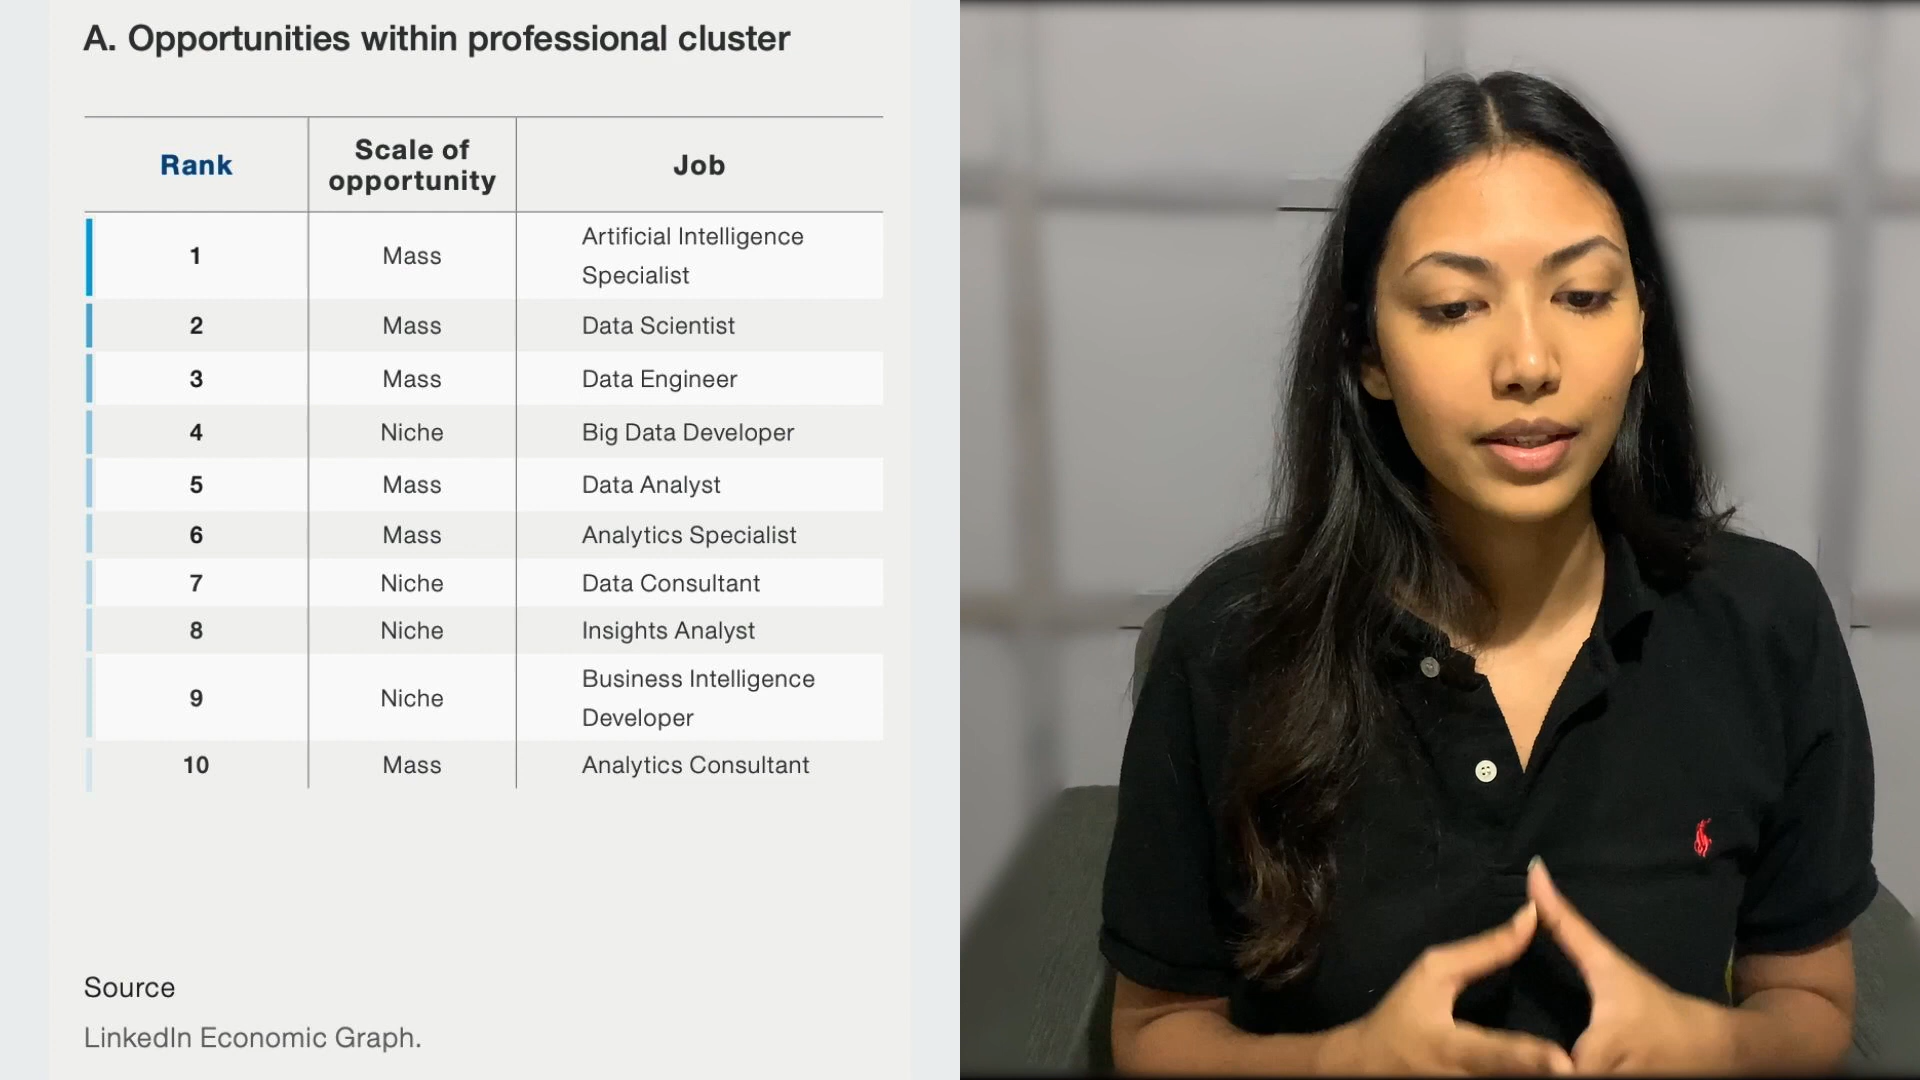 A. Opportunities within professional cluster
Rank
Scale of
opportunity
Job
1
Mass
Artificial Intelligence
Specialist
2
Mass
Data Scientist
3
Mass
Data Engineer
4
Niche
Big Data Developer
5
Mass
Data Analyst
6
Mass
Analytics Specialist
7
Niche
Data Consultant
8
Niche
Insights Analyst
9
Niche
Business Intelligence
Developer
10
Mass
Analytics Consultant
Source
LinkedIn Economic Graph.